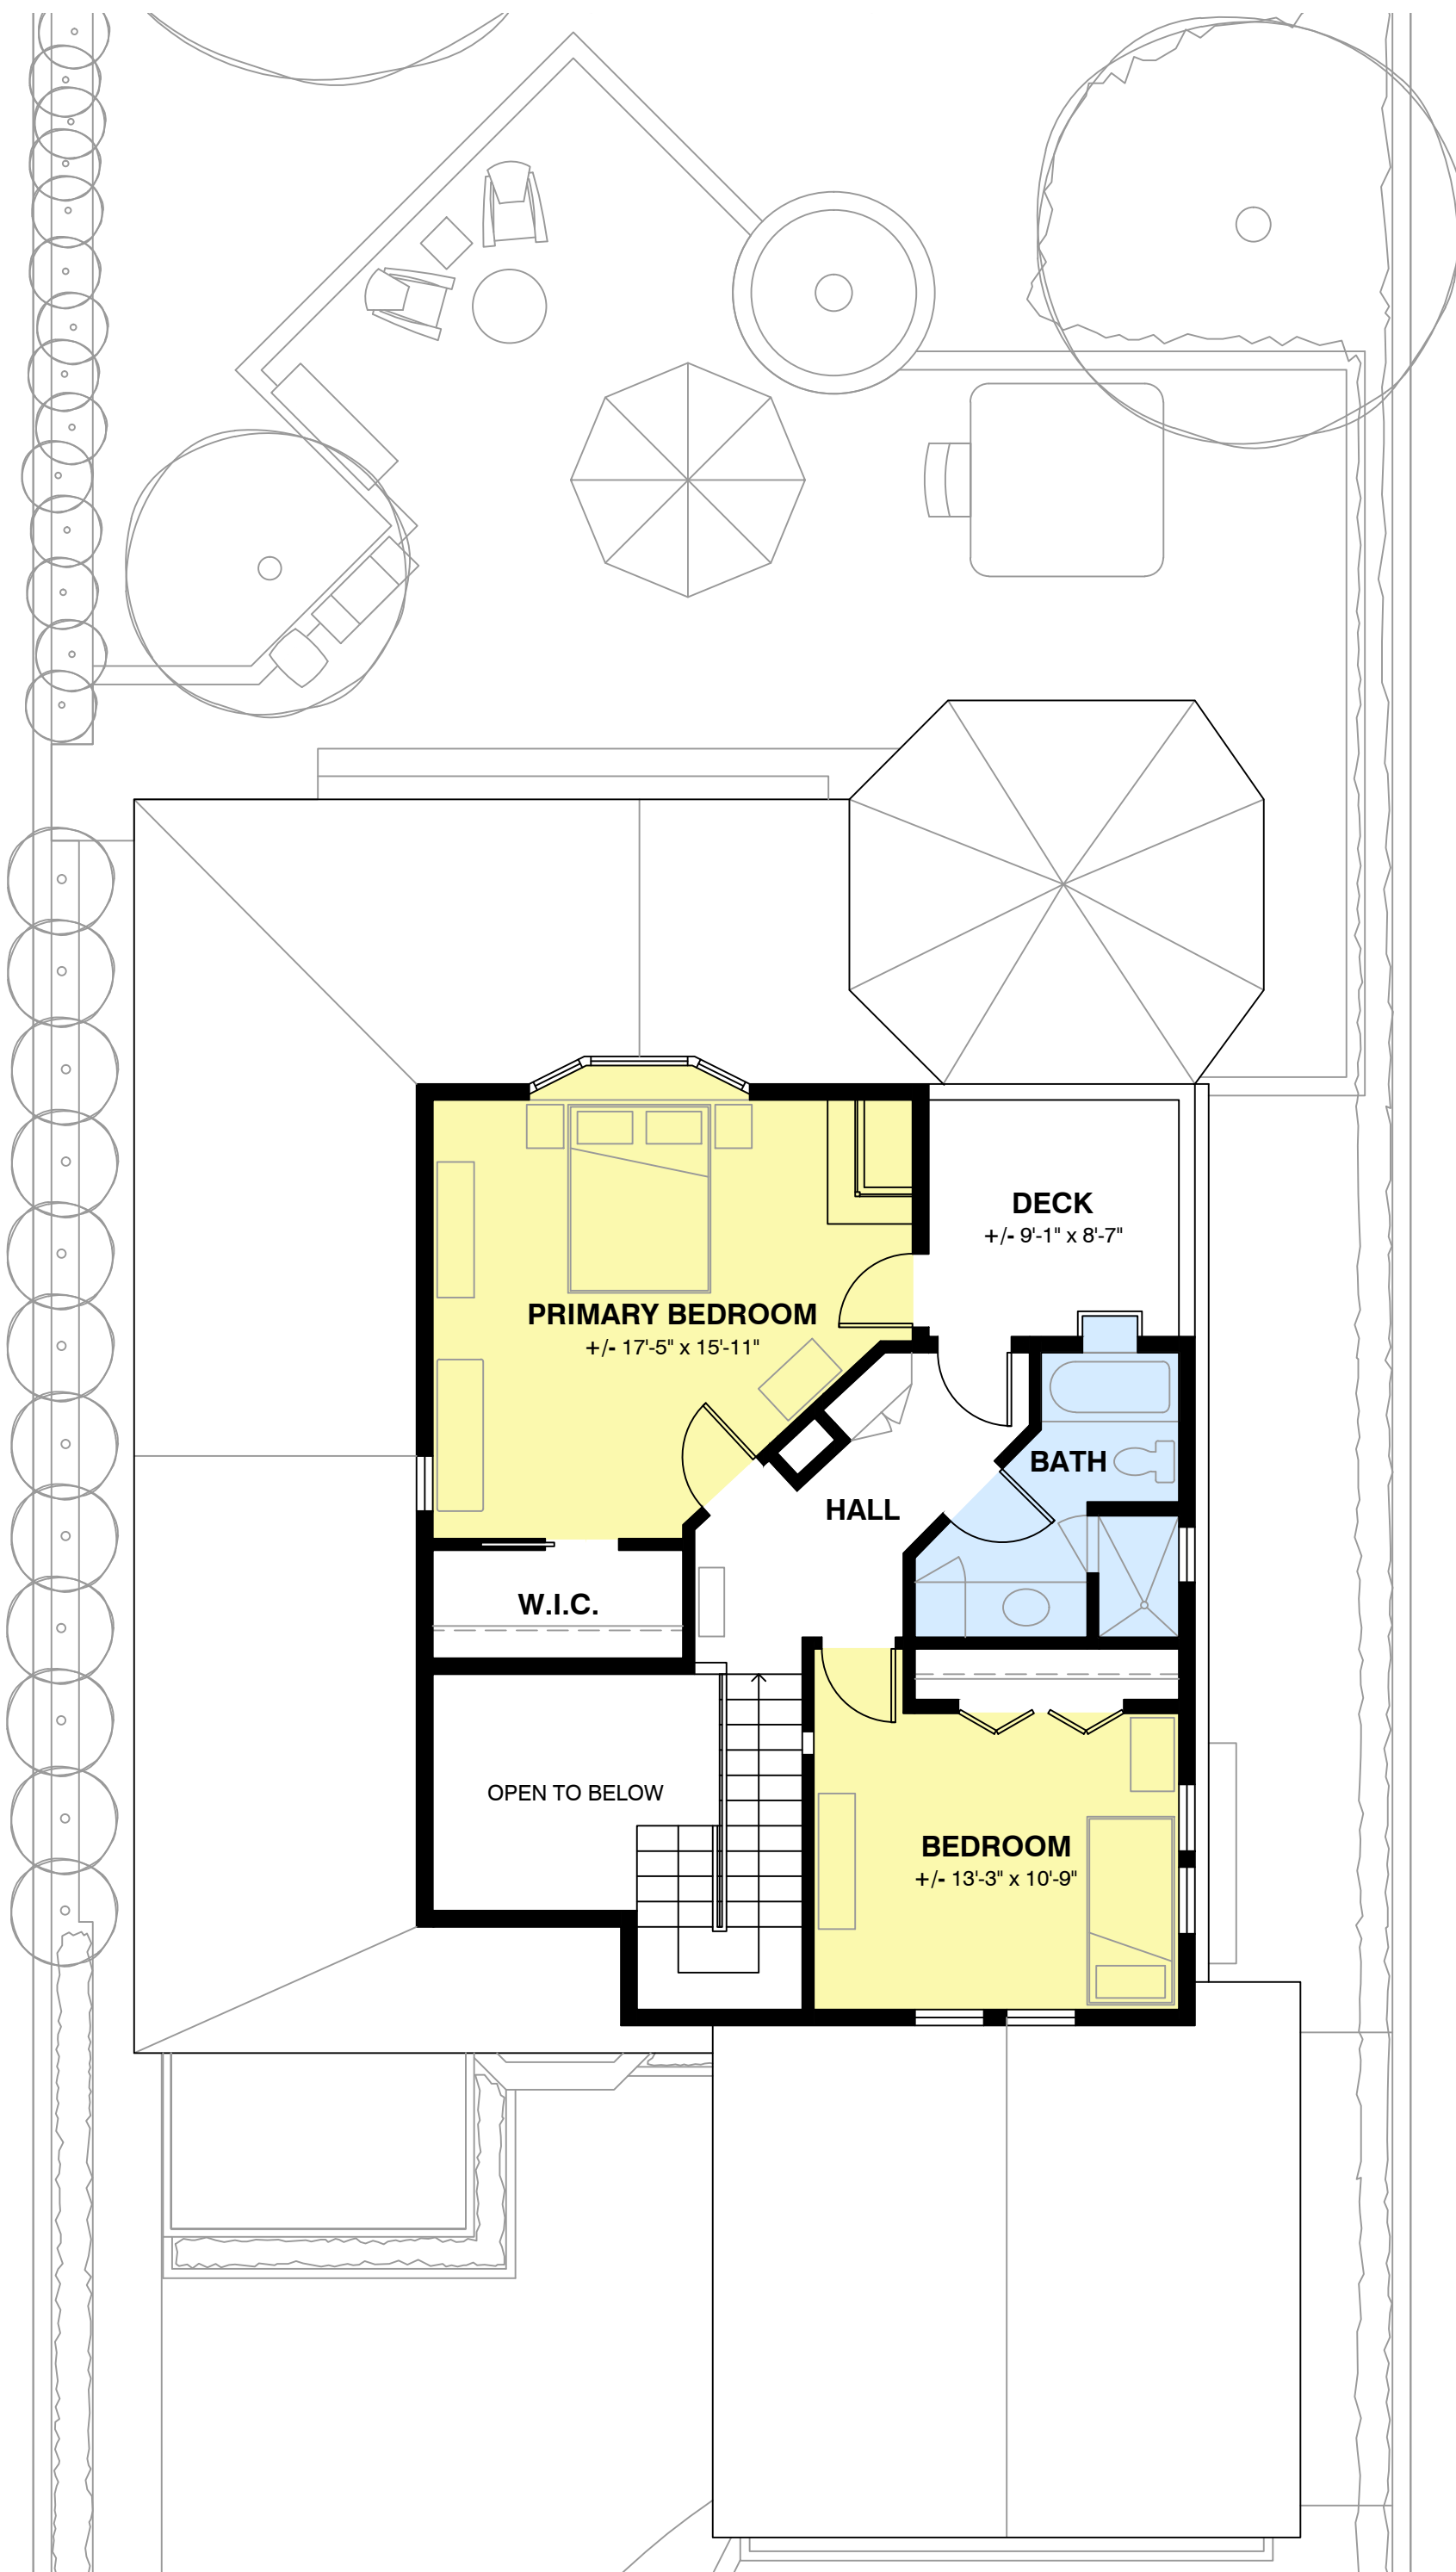 DECK
+/- 9'-1" x 8'-7"
PRIMARY BEDROOM
+/- 17'-5" x 15'-11"
BATH
HALL
W.I.C.
OPEN TO BELOW
BEDROOM
+/- 13'-3" x 10'-9"